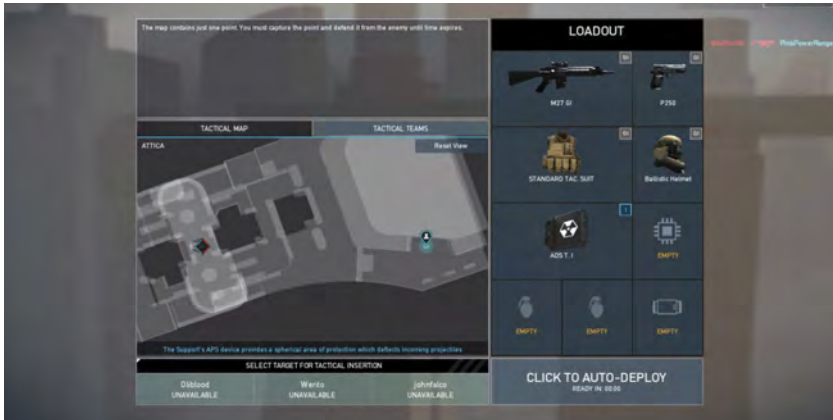 The map contains just one point. You must capture the point and defend it from the enemy until time expires.
LOADOUT
M27 GI
P250
TACTICAL MAP
TACTICAL TEAMS
ATTICA
Reset View
STANDARD TAC. SUIT
Ballistic Helmet
ADS T. I
EMPTY
EMPTY
EMPTY
EMPTY
The Support's APS device provides a spherical area of protection which deflects incoming projectiles
SELECT TARGET FOR TACTICAL INSERTION
Werito
johnfalco
UNAVAILABLE
UNAVAILABLE
UNAVAILABLE
CLICK TO AUTO-DEPLOY
READY IN: 00:00